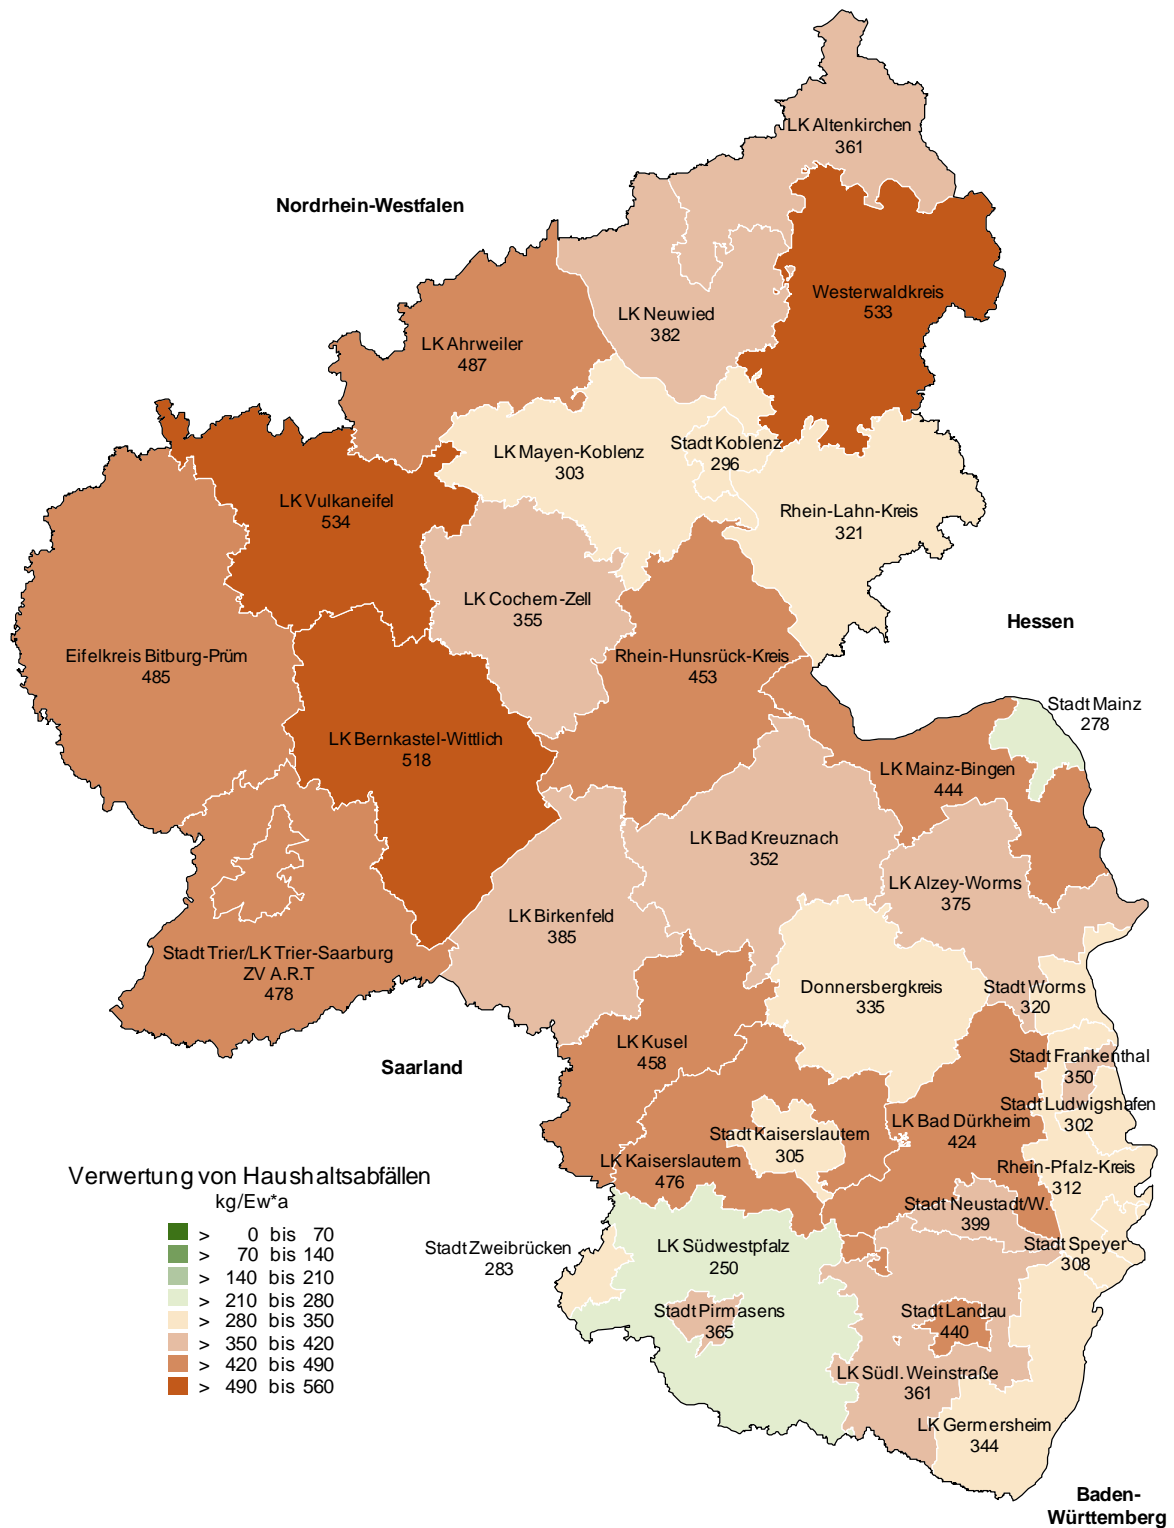 LK Altenkirchen
361
Nordrhein-Westfalen
Westerwaldkreis
533
LK Neuwied
382
LK Ahrweiler
487
Stadt Koblenz
296
LK Mayen-Koblenz
303
LK Vulkaneifel
534
Rhein-Lahn-Kreis
321
LK Cochem-Zell
355
Hessen
Eifelkreis Bitburg-Prüm
485
Rhein-Hunsrück-Kreis
453
Stadt Mainz
278
LK Bernkastel-Wittlich
518
LK Mainz-Bingen
444
LK Bad Kreuznach
352
LK Alzey-Worms
375
LK Birkenfeld
385
Stadt Trier/LK Trier-Saarburg
ZV A.R.T
478
Donnersbergkreis
335
Stadt Worms
320
LK Kusel
458
Saarland
Stadt Frankenthal
350
Stadt Ludwigshafen
302
LK Bad Dürkheim
424
Stadt Kaiserslautern
305
LK Kaiserslautern
476
Rhein-Pfalz-Kreis
312
Stadt Neustadt/W.
399
Stadt Speyer
308
Stadt Zweibrücken
283
LK Südwestpfalz
250
Stadt Pirmasens
365
Stadt Landau
440
LK Südl. Weinstraße
361
LK Germersheim
344
Baden-
Württemberg
Verwertung von Haushaltsabfällen
kg/Ew*a
> 0 bis 70
> 70 bis 140
> 140 bis 210
> 210 bis 280
> 280 bis 350
> 350 bis 420
> 420 bis 490
> 490 bis 560